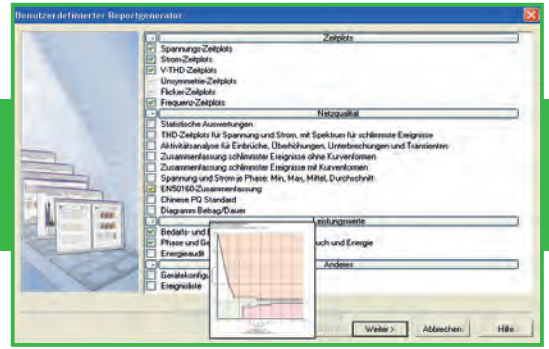 Benutzerdefinierter Reportgenerator
Zeitplots
Spannungs-Zeitplots
Strom-Zeitplots
V-THD-Zeitplots
Unsymmetrie-Zeitplots
Flicker-Zeitplots
Frequenz-Zeitplots
Netzqualität
Statistische Auswertungen
THD-Zeitplots für Spannung und Strom, mit Spektrum für schlimmste Ereignisse
Aktivitätsanalyse für Einbrüche, Überhöhungen, Unterbrechungen und Transienten
Zusammenfassung schlimmster Ereignisse ohne Kurvenformen
Zusammenfassung schlimmster Ereignisse mit Kurvenformen
Spannung und Strom je Phase: Min, Max, Mittel, Durchschnitt
EN50160-Zusammenfassung
Chinese PQ Standard
Diagramm Betrag/Dauer
Leistungswerte
Bedarfs- und
Phase und Ge uch und Energie
Energieaudit
Anderes
Gerätekonfigu
Ereignisliste
Weiter > Abbrechen Hilfe